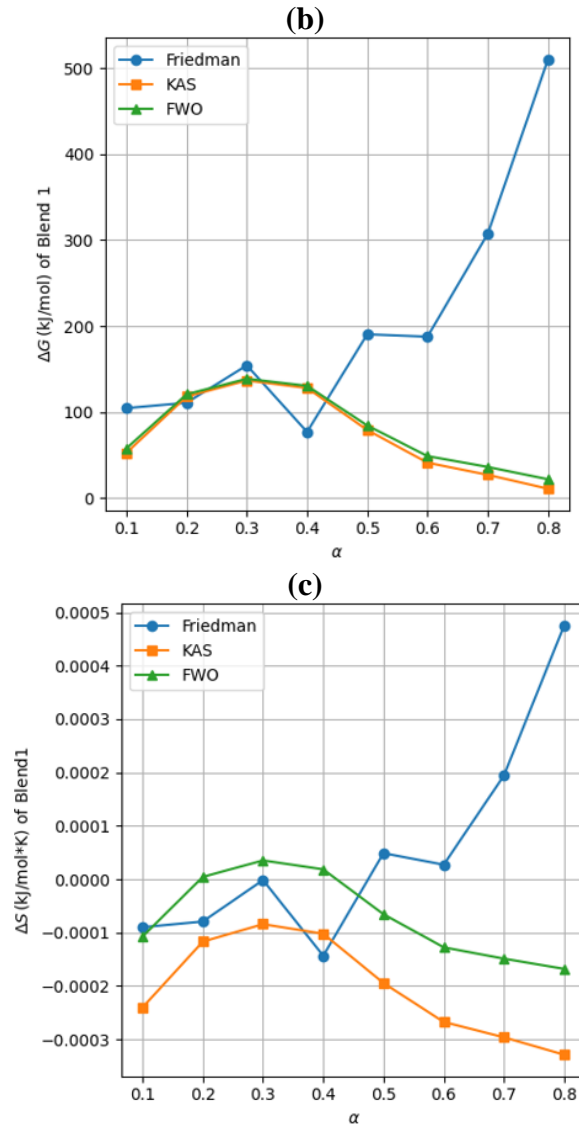 (b)
500
400
300
200
100
0
ΔG (kJ/mol) of Blend 1
Friedman
KAS
FWO
0.1 0.2 0.3 0.4 0.5 0.6 0.7 0.8
α
(c)
0.0005
0.0004
0.0003
0.0002
0.0001
0.0000
−0.0001
−0.0002
−0.0003
ΔS (kJ/mol*K) of Blend1
Friedman
KAS
FWO
0.1 0.2 0.3 0.4 0.5 0.6 0.7 0.8
α